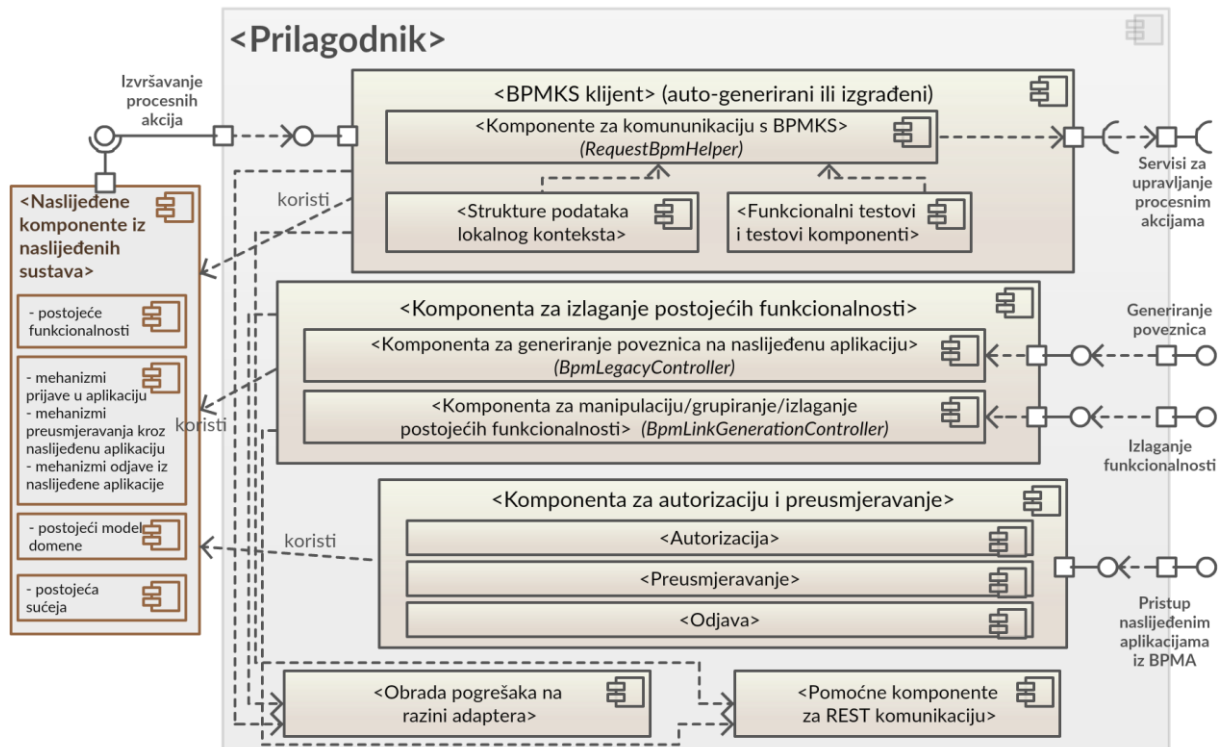 <Prilagodnik>
Izvršavanje
procesnih
akcija
<BPMKS klijent> (auto-generirani ili izgrađeni)
<Komponente za komununikaciju s BPMKS>
(RequestBpmHelper)
<Strukture podataka
lokalnog konteksta>
<Funkcionalni testovi
i testovi komponenti>
Servisi za
upravljanje
procesnim
akcijama
koristi
<Naslijeđene
komponente iz
naslijeđenih
sustava>
- postojeće
funkcionalnosti
- mehanizmi
prijave u aplikaciju
- mehanizmi
preusmjeravanja kroz
naslijeđenu aplikaciju
- mehanizmi odjave iz
naslijeđene aplikacije
- postojeći model
domene
- postojeća
sućeja
koristi
<Komponenta za izlaganje postojećih funkcionalnosti>
<Komponenta za generiranje poveznica na naslijeđenu aplikaciju>
(BpmLegacyController)
<Komponenta za manipulaciju/grupiranje/izlaganje
postojećih funkcionalnosti> (BpmLinkGenerationController)
Generiranje
poveznica
Izlaganje
funkcionalnosti
koristi
<Komponenta za autorizaciju i preusmjeravanje>
<Autorizacija>
<Preusmjeravanje>
<Odjava>
Pristup
naslijeđenim
aplikacijama
iz BPMA
<Obrada pogrešaka na
razini adaptera>
<Pomoćne komponente
za REST komunikaciju>